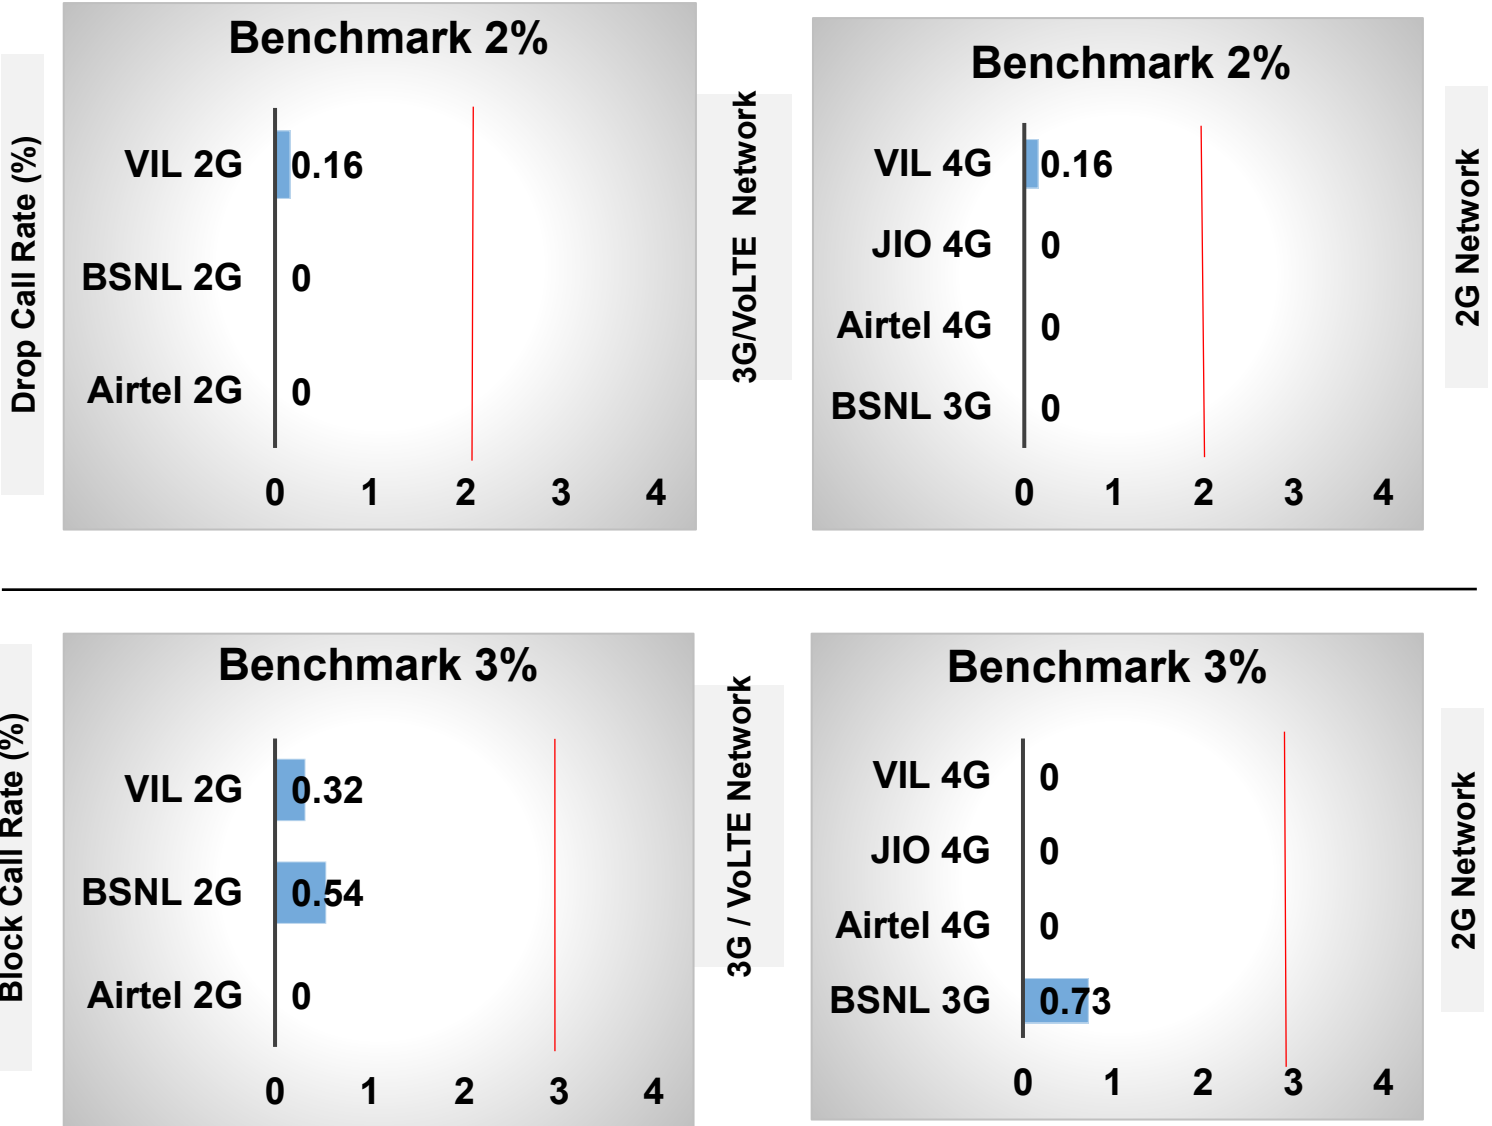 Drop Call Rate (%)
Benchmark 2%
VIL 2G 0.16
BSNL 2G 0
Airtel 2G 0
0 1 2 3 4
3G/VoLTE Network
Benchmark 2%
VIL 4G 0.16
JIO 4G 0
Airtel 4G 0
BSNL 3G 0
0 1 2 3 4
2G Network
Block Call Rate (%)
Benchmark 3%
VIL 2G 0.32
BSNL 2G 0.54
Airtel 2G 0
0 1 2 3 4
3G / VoLTE Network
Benchmark 3%
VIL 4G 0
JIO 4G 0
Airtel 4G 0
BSNL 3G 0.73
0 1 2 3 4
2G Network